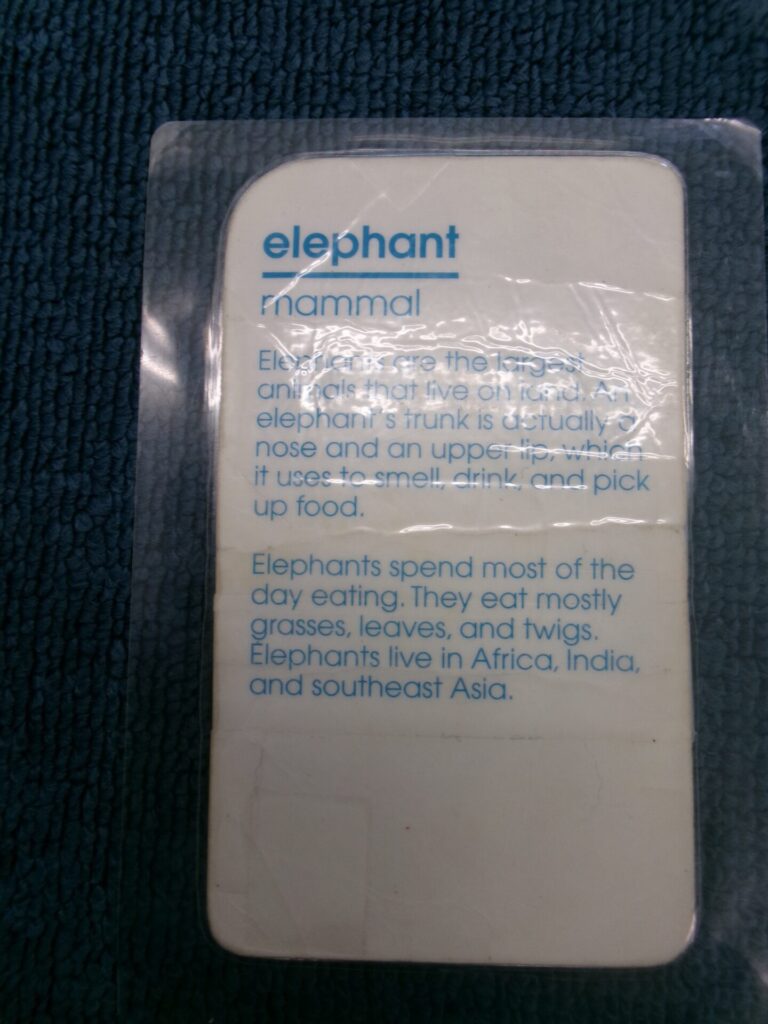 elephant
mammal
Elephants are the largest
animals that live on land. An
elephant's trunk is actually a
nose and an upper lip, which
it uses to smell, drink, and pick
up food.
Elephants spend most of the
day eating. They eat mostly
grasses, leaves, and twigs.
Elephants live in Africa, India,
and southeast Asia.